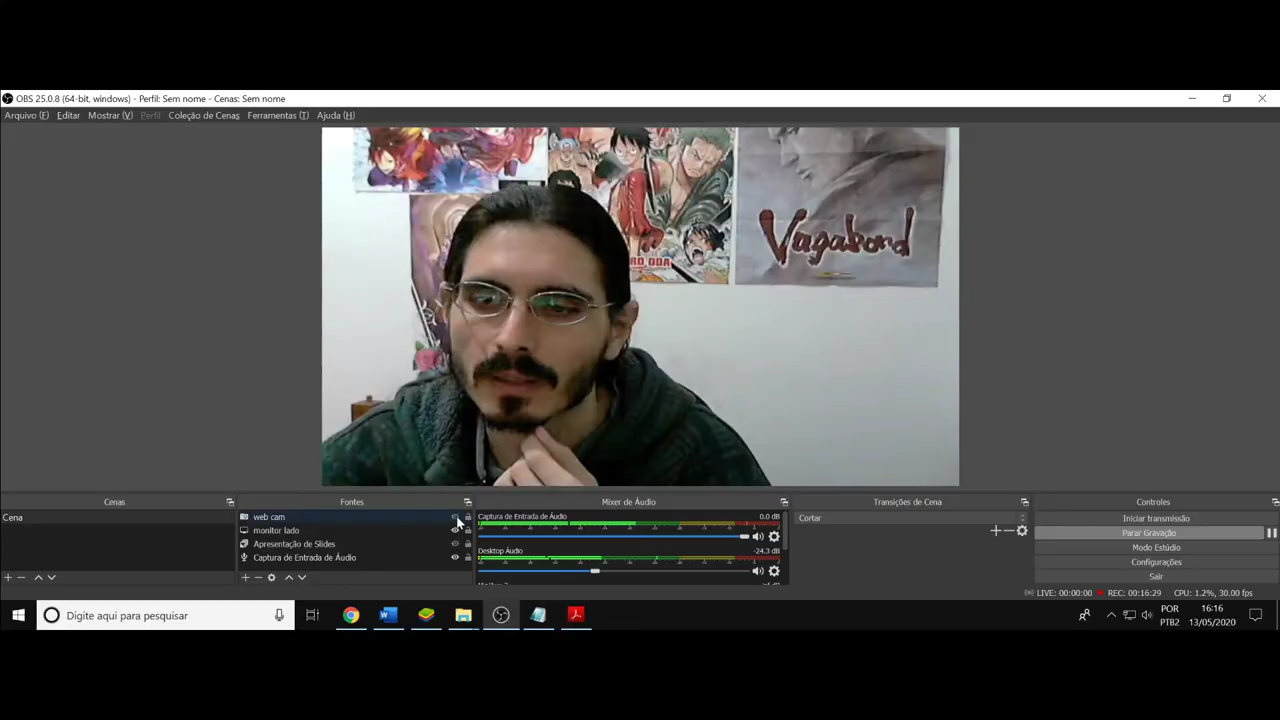 OBS 25.0.8 (64-bit, windows) - Perfil: Sem nome - Cenas: Sem nome
Arquivo (F) Editar Mostrar (V) Perfil Coleção de Cenas Ferramentas (T) Ajuda (H)
Vagabond
RO ODA
Cenas
Cena
Fontes
web cam
monitor lado
Apresentação de Slides
Captura de Entrada de Áudio
Mixer de Áudio
Captura de Entrada de Áudio 0.0 dB
Desktop Áudio -24.3 dB
Transições de Cena
Cortar
Controles
Iniciar transmissão
Parar Gravação
Modo Estúdio
Configurações
Sair
LIVE: 00:00:00 REC: 00:16:29 CPU: 1.2%, 30.00 fps
Digite aqui para pesquisar
POR
PTB2
16:16
13/05/2020